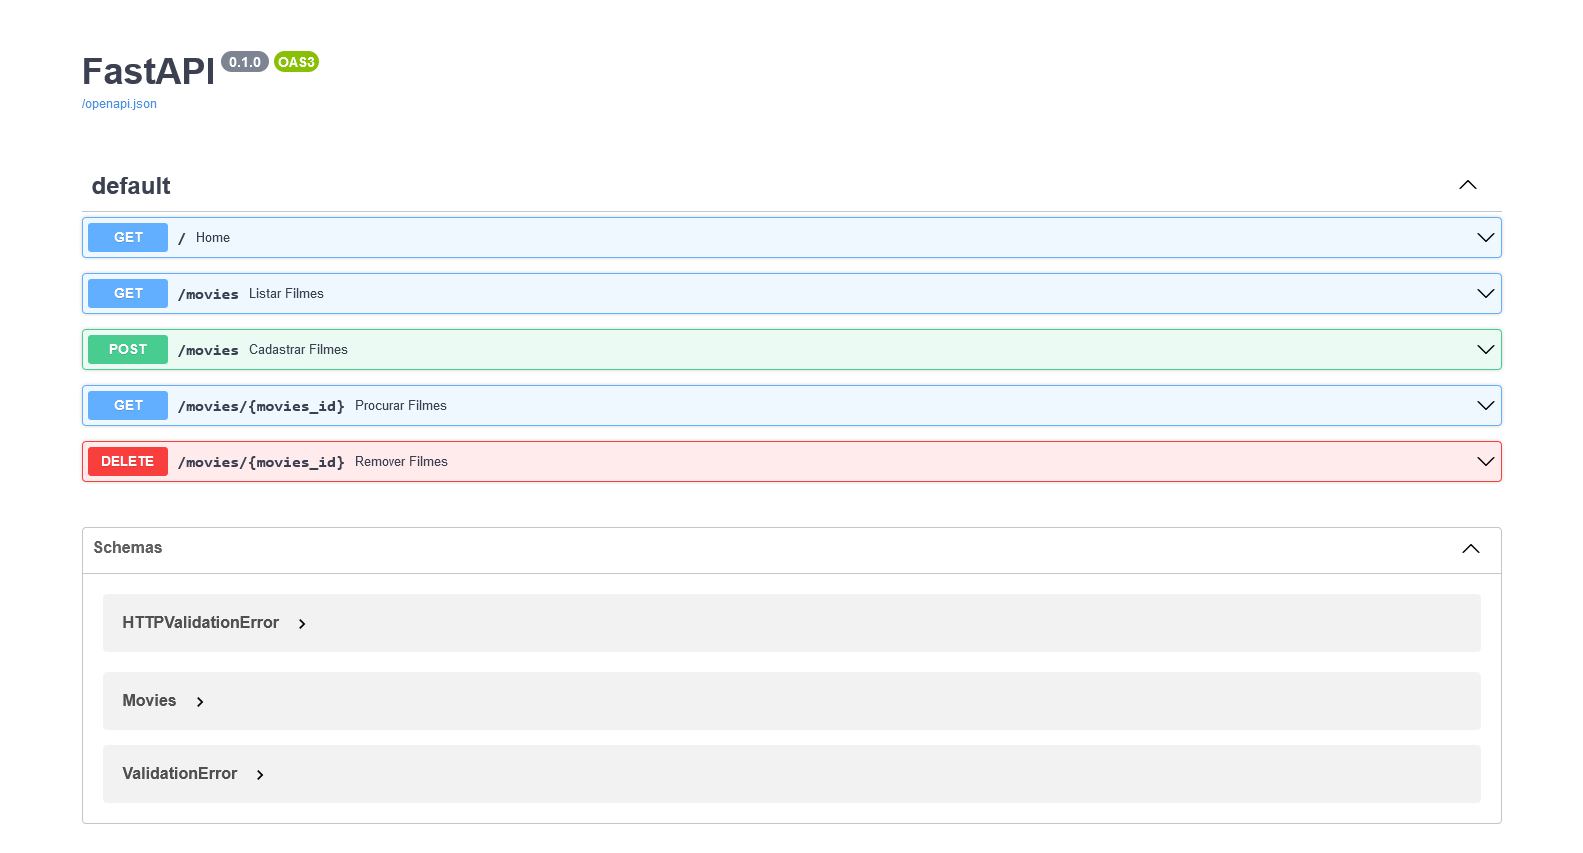 FastAPI 0.1.0 OAS3
/openapi.json
default
GET / Home
GET /movies Listar Filmes
POST /movies Cadastrar Filmes
GET /movies/{movies_id} Procurar Filmes
DELETE /movies/{movies_id} Remover Filmes
Schemas
HTTPValidationError
Movies
ValidationError